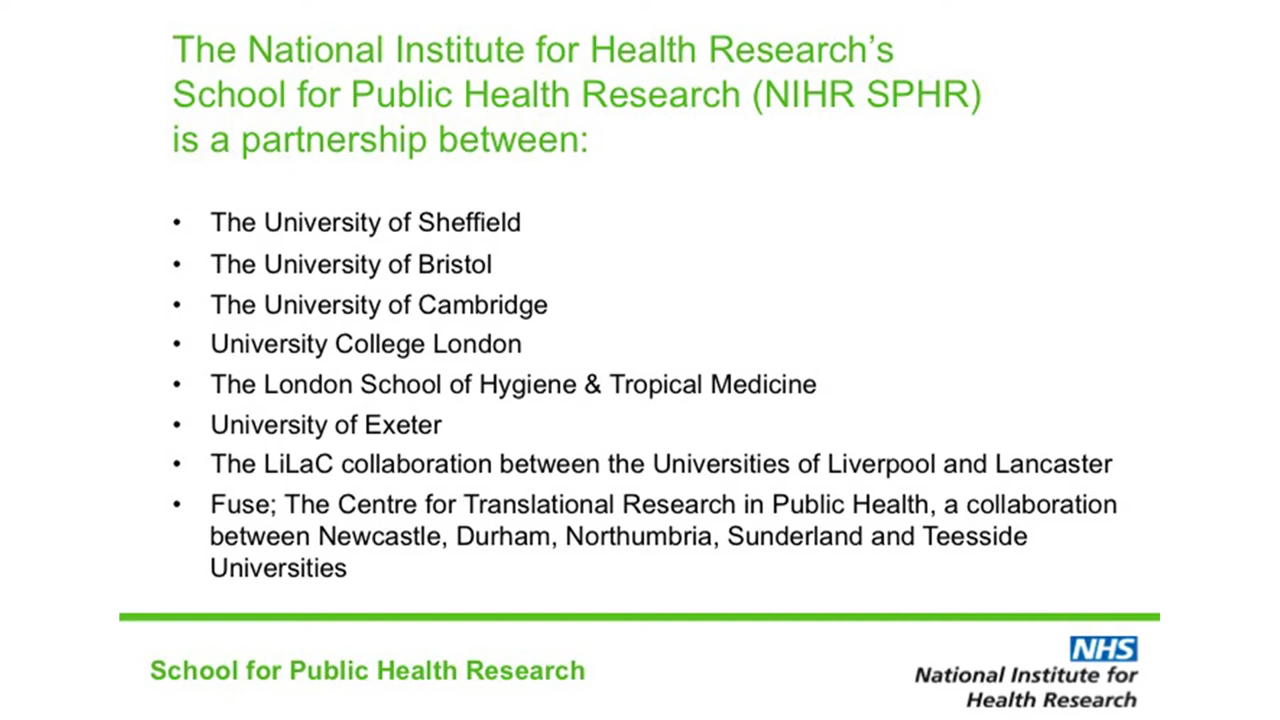 The National Institute for Health Research’s
School for Public Health Research (NIHR SPHR)
is a partnership between:
• The University of Sheffield
• The University of Bristol
• The University of Cambridge
• University College London
• The London School of Hygiene & Tropical Medicine
• University of Exeter
• The LiLaC collaboration between the Universities of Liverpool and Lancaster
• Fuse; The Centre for Translational Research in Public Health, a collaboration
between Newcastle, Durham, Northumbria, Sunderland and Teesside
Universities
School for Public Health Research
NHS
National Institute for
Health Research